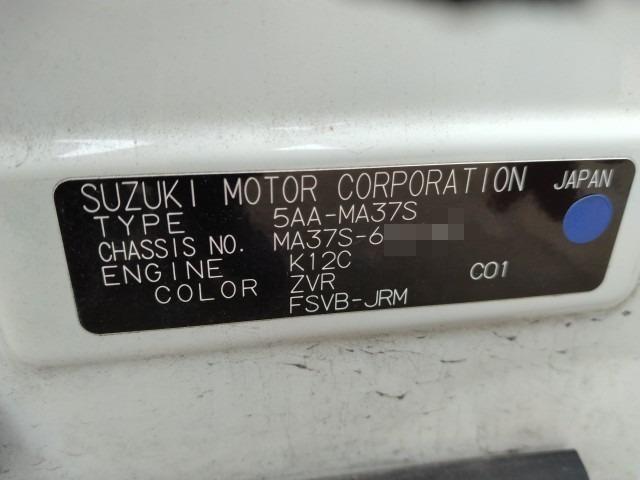 SUZUKI MOTOR CORPORATION JAPAN
TYPE 5AA-MA37S
CHASSIS NO. MA37S-6
ENGINE K12C
COLOR ZVR C01
FSVB-JRM